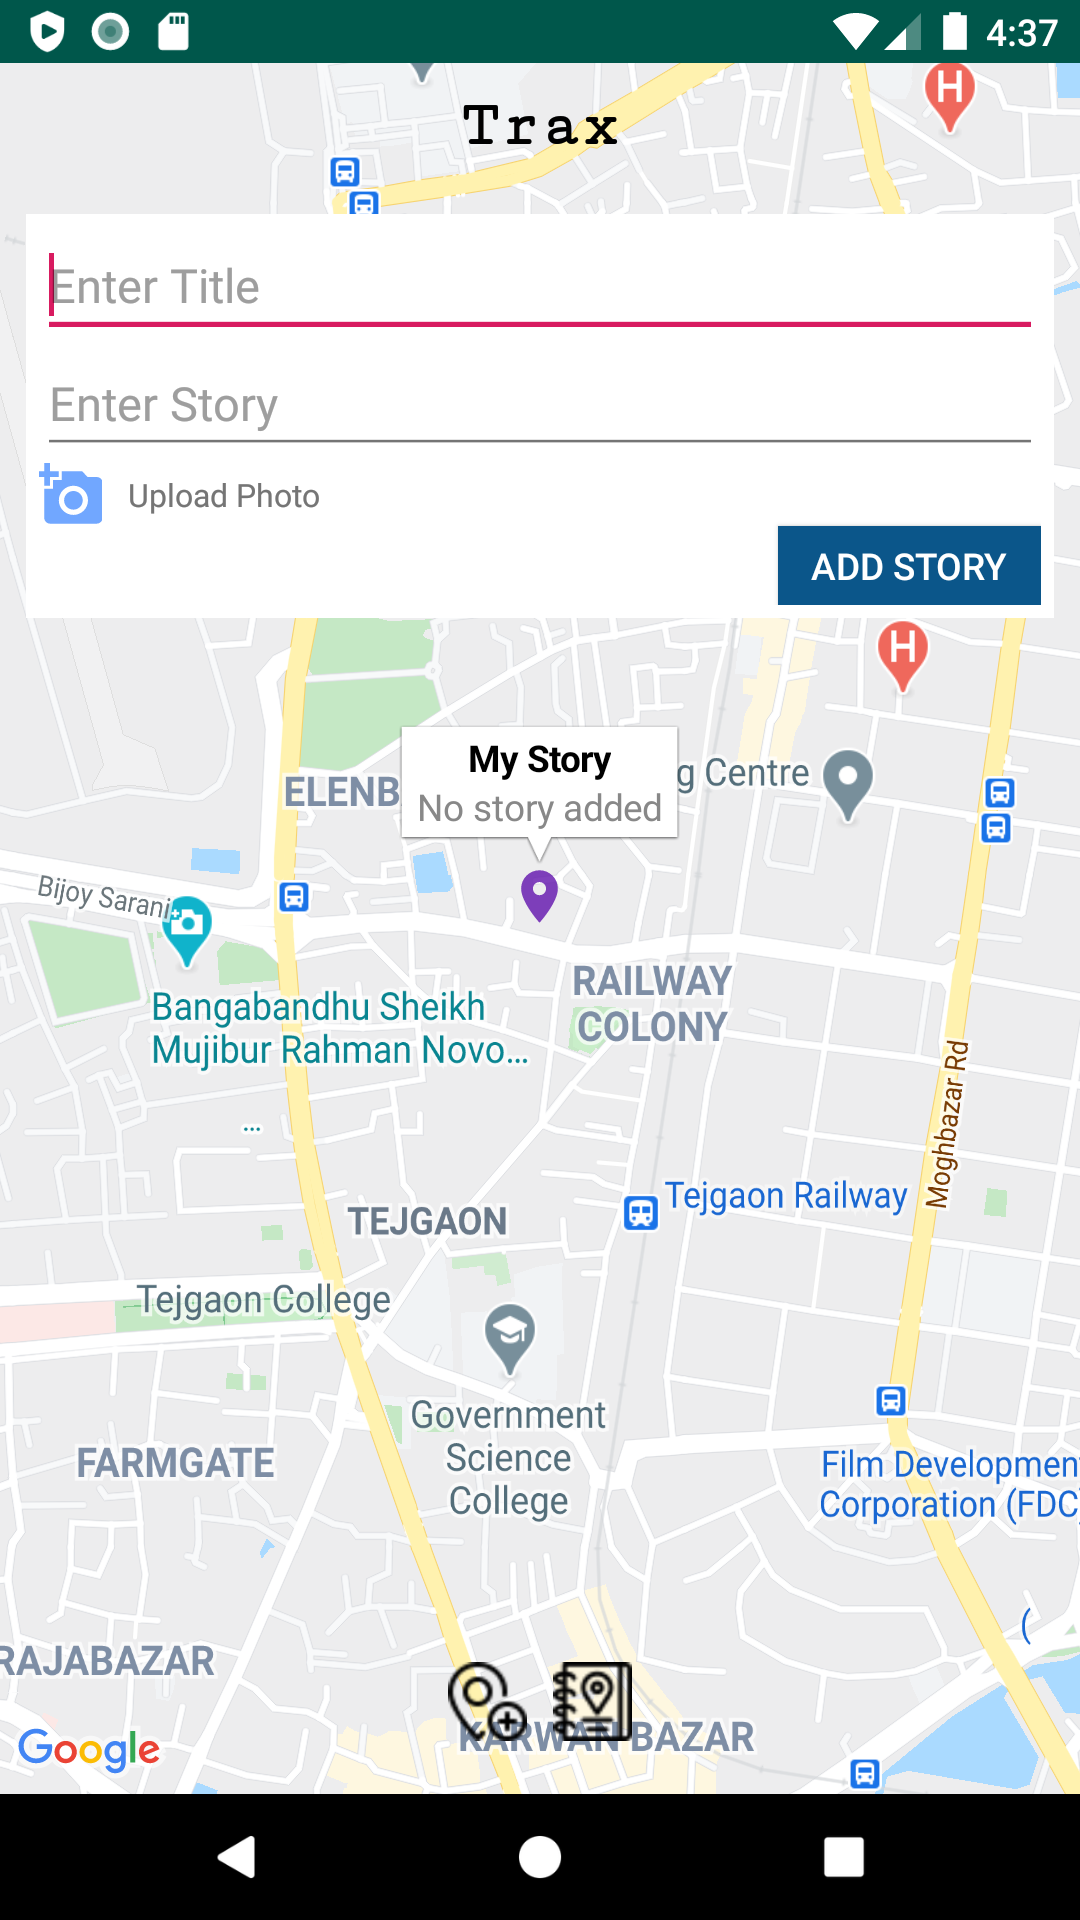 4:37
Trax
Enter Title
Enter Story
Upload Photo
ADD STORY
H
H
My Story
No story added
g Centre
ELENB
Bijoy Sarani
RAILWAY
COLONY
Bangabandhu Sheikh
Mujibur Rahman Novo...
...
Moghbazar Rd
Tejgaon Railway
TEJGAON
Tejgaon College
Government
Science
College
FARMGATE
Film Development
Corporation (FDC)
(
RAJABAZAR
KARWAN BAZAR
Google